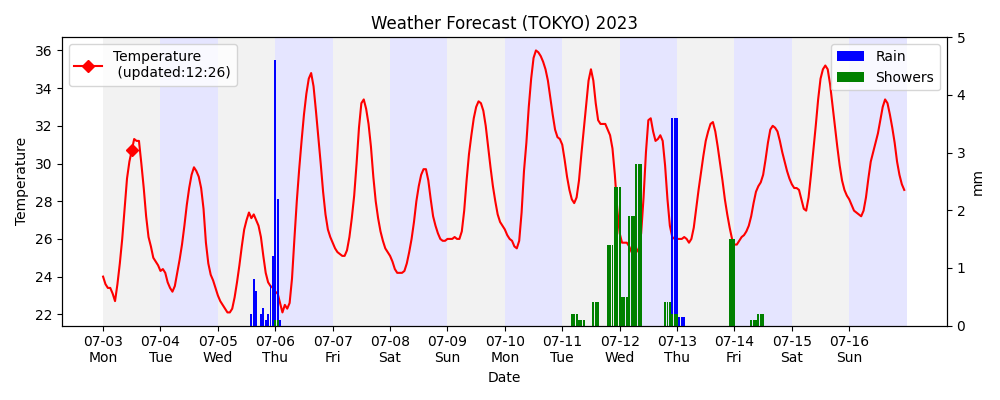 Weather Forecast (TOKYO) 2023
Temperature
(updated:12:26)
Rain
Showers
Temperature
36
34
32
30
28
26
24
22
5
4
3
2
1
0
mm
07-03 07-04 07-05 07-06 07-07 07-08 07-09 07-10 07-11 07-12 07-13 07-14 07-15 07-16
Mon Tue Wed Thu Fri Sat Sun Mon Tue Wed Thu Fri Sat Sun
Date